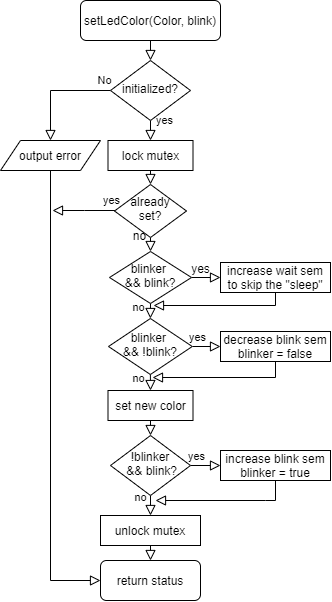 setLedColor(Color, blink)
initialized?
No
yes
output error
lock mutex
already
set?
yes
no
blinker
&& blink?
yes
increase wait sem
to skip the "sleep"
no
blinker
&& !blink?
yes
decrease blink sem
blinker = false
no
set new color
!blinker
&& blink?
yes
increase blink sem
blinker = true
no
unlock mutex
return status